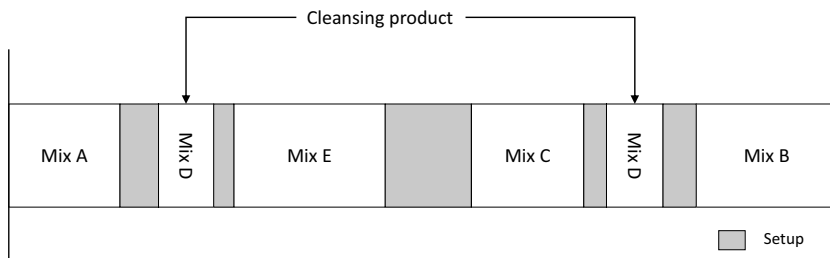 Cleansing product
Mix A
Mix D
Mix E
Mix C
Mix D
Mix B
Setup